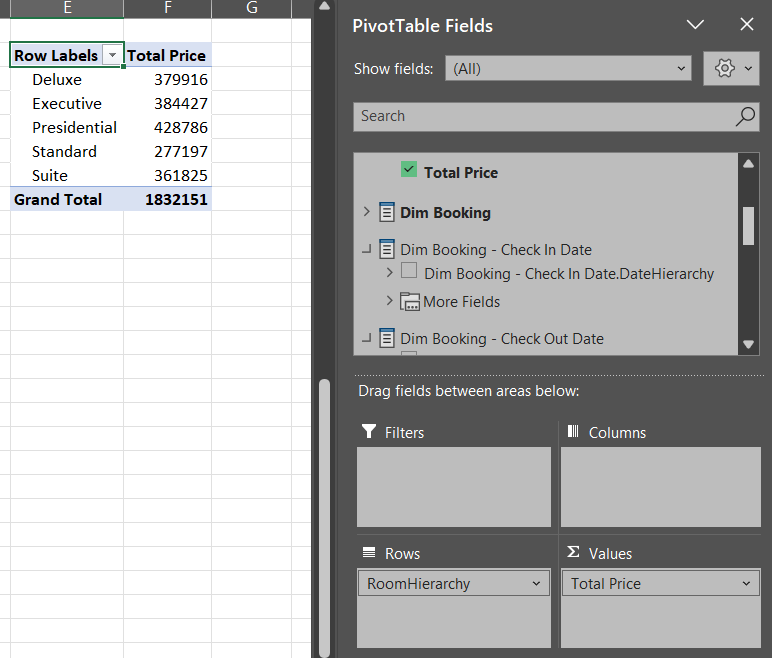 E F G
Row Labels Total Price
Deluxe 379916
Executive 384427
Presidential 428786
Standard 277197
Suite 361825
Grand Total 1832151
PivotTable Fields
Show fields: (All)
Search
Total Price
Dim Booking
Dim Booking - Check In Date
Dim Booking - Check In Date.DateHierarchy
More Fields
Dim Booking - Check Out Date
Drag fields between areas below:
Filters
Columns
Rows
Σ Values
RoomHierarchy
Total Price